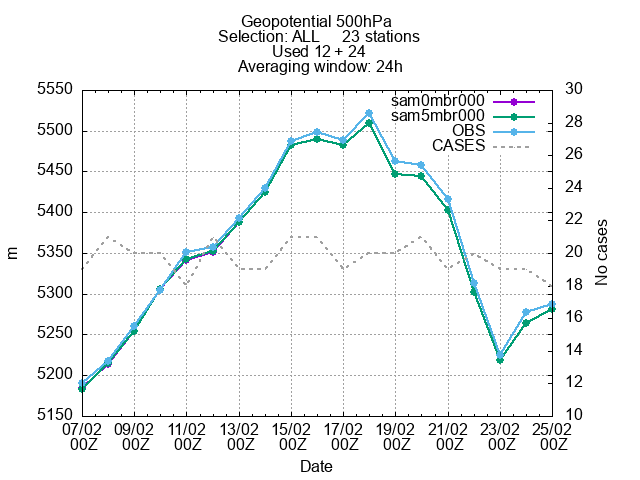 Geopotential 500hPa
Selection: ALL 23 stations
Used 12 + 24
Averaging window: 24h
5550
5500
5450
5400
5350
5300
5250
5200
5150
m
30
28
26
24
22
20
18
16
14
12
10
No cases
sam0mbr000
sam5mbr000
OBS
CASES
07/02 09/02 11/02 13/02 15/02 17/02 19/02 21/02 23/02 25/02
00Z 00Z 00Z 00Z 00Z 00Z 00Z 00Z 00Z 00Z
Date